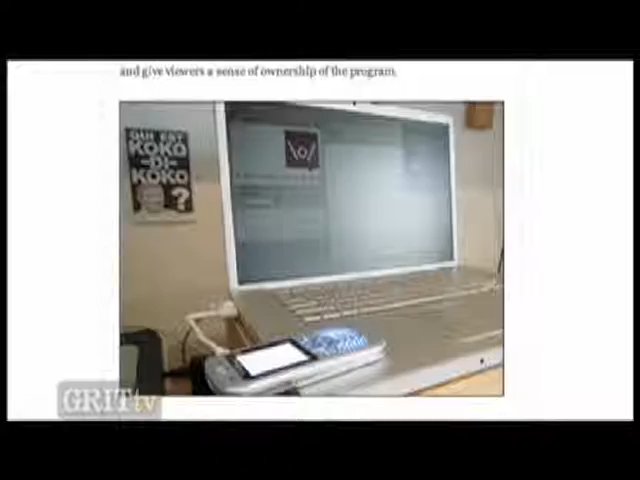 and give viewers a sense of ownership of the program.
QUI EST
KOKO
-DI-
KOKO
?
\o/
GRITtv